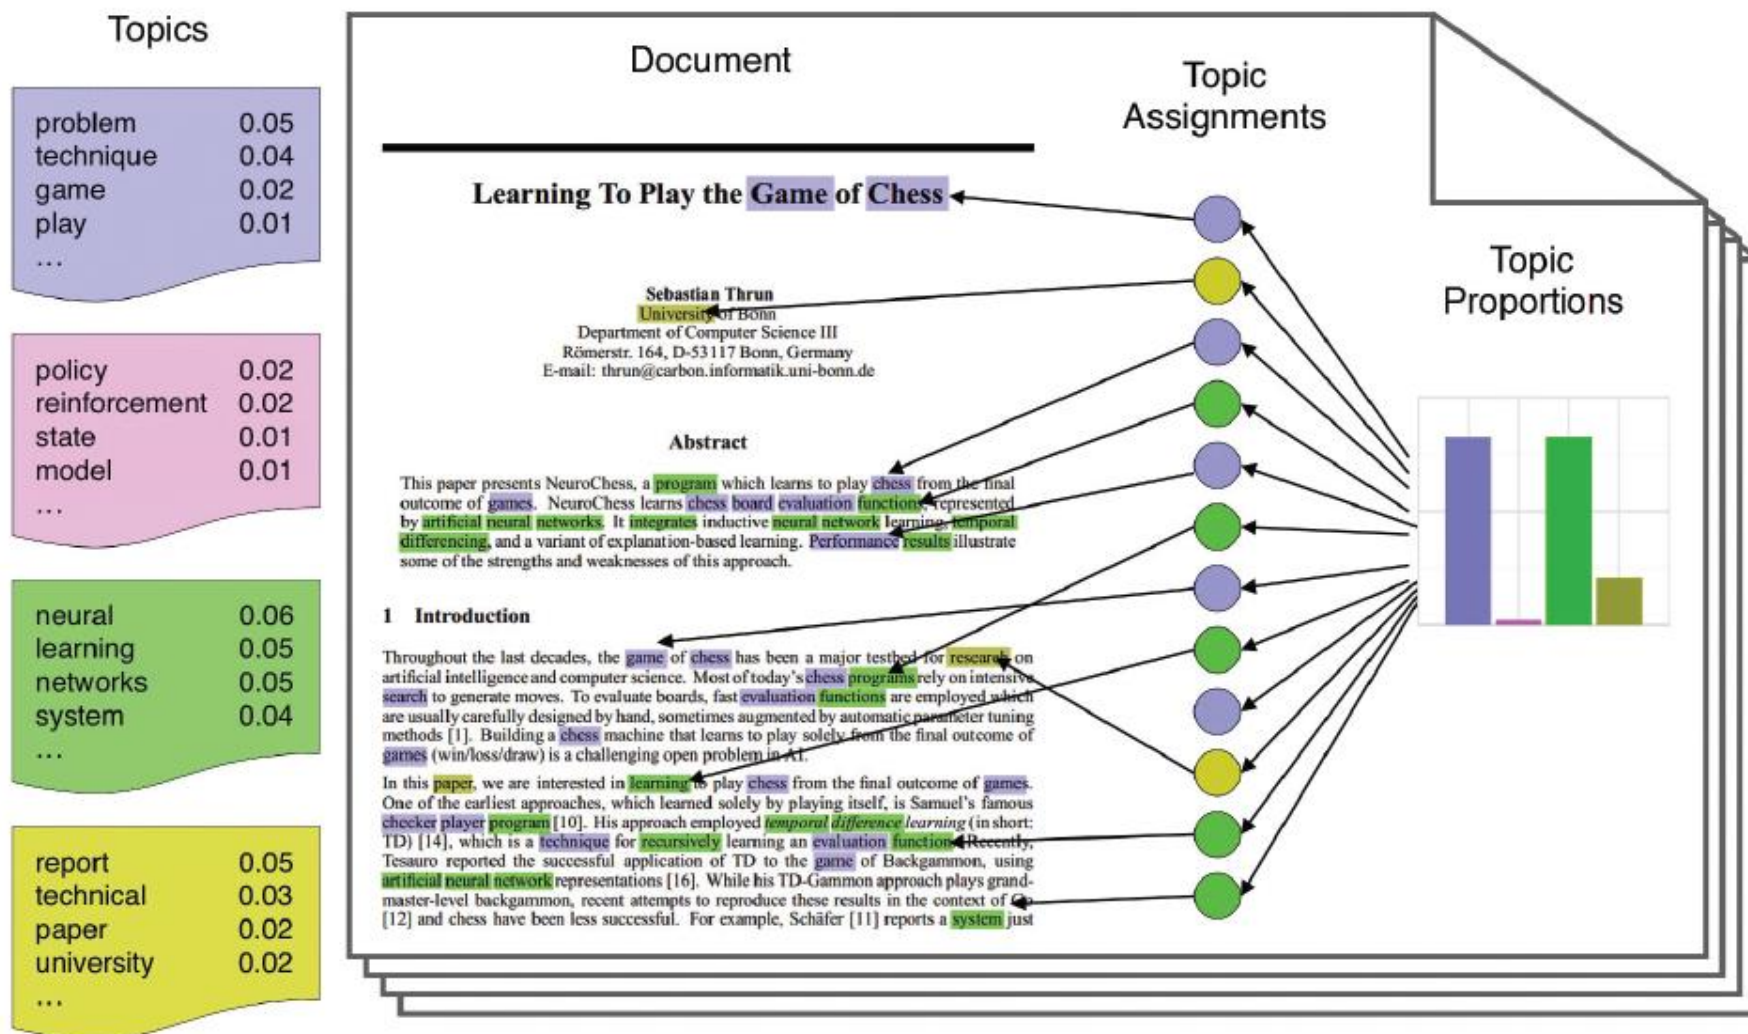 Topics
problem 0.05
technique 0.04
game 0.02
play 0.01
...
policy 0.02
reinforcement 0.02
state 0.01
model 0.01
...
neural 0.06
learning 0.05
networks 0.05
system 0.04
...
report 0.05
technical 0.03
paper 0.02
university 0.02
...
Document
Learning To Play the Game of Chess
Sebastian Thrun
University of Bonn
Department of Computer Science III
Römerstr. 164, D-53117 Bonn, Germany
E-mail: thrun@carbon.informatik.uni-bonn.de
Abstract
This paper presents NeuroChess, a program which learns to play chess from the final
outcome of games. NeuroChess learns chess board evaluation functions, represented
by artificial neural networks. It integrates inductive neural network learning, temporal
differencing, and a variant of explanation-based learning. Performance results illustrate
some of the strengths and weaknesses of this approach.
1 Introduction
Throughout the last decades, the game of chess has been a major testbed for research on
artificial intelligence and computer science. Most of today's chess programs rely on intensive
search to generate moves. To evaluate boards, fast evaluation functions are employed which
are usually carefully designed by hand, sometimes augmented by automatic parameter tuning
methods [1]. Building a chess machine that learns to play solely from the final outcome of
games (win/loss/draw) is a challenging open problem in AI.
In this paper, we are interested in learning to play chess from the final outcome of games.
One of the earliest approaches, which learned solely by playing itself, is Samuel's famous
checker player program [10]. His approach employed temporal difference learning (in short:
TD) [14], which is a technique for recursively learning an evaluation function. Recently,
Tesauro reported the successful application of TD to the game of Backgammon, using
artificial neural network representations [16]. While his TD-Gammon approach plays grand-
master-level backgammon, recent attempts to reproduce these results in the context of Go
[12] and chess have been less successful. For example, Schäfer [11] reports a system just
Topic
Assignments
Topic
Proportions